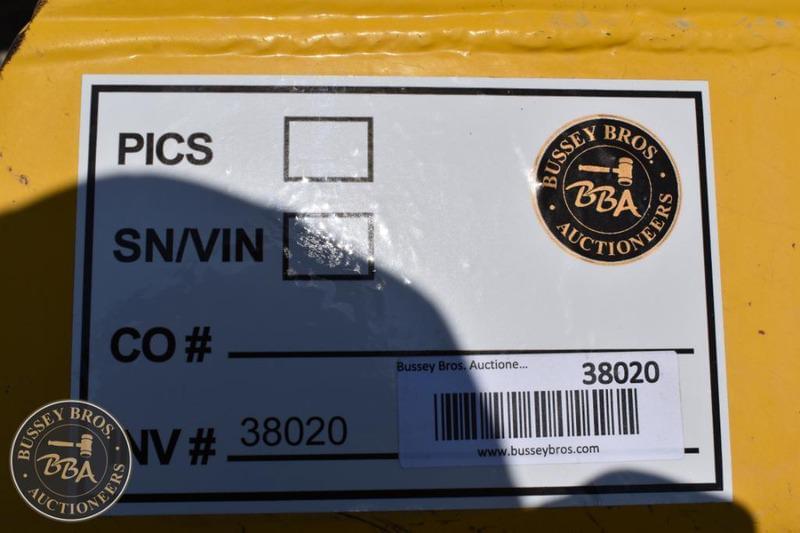 PICS
BUSSEY BROS.
BBA
AUCTIONEERS
SN/VIN
CO #
Bussey Bros. Auctione...
38020
www.busseybros.com
NV # 38020
BUSSEY BROS.
BBA
AUCTIONEERS